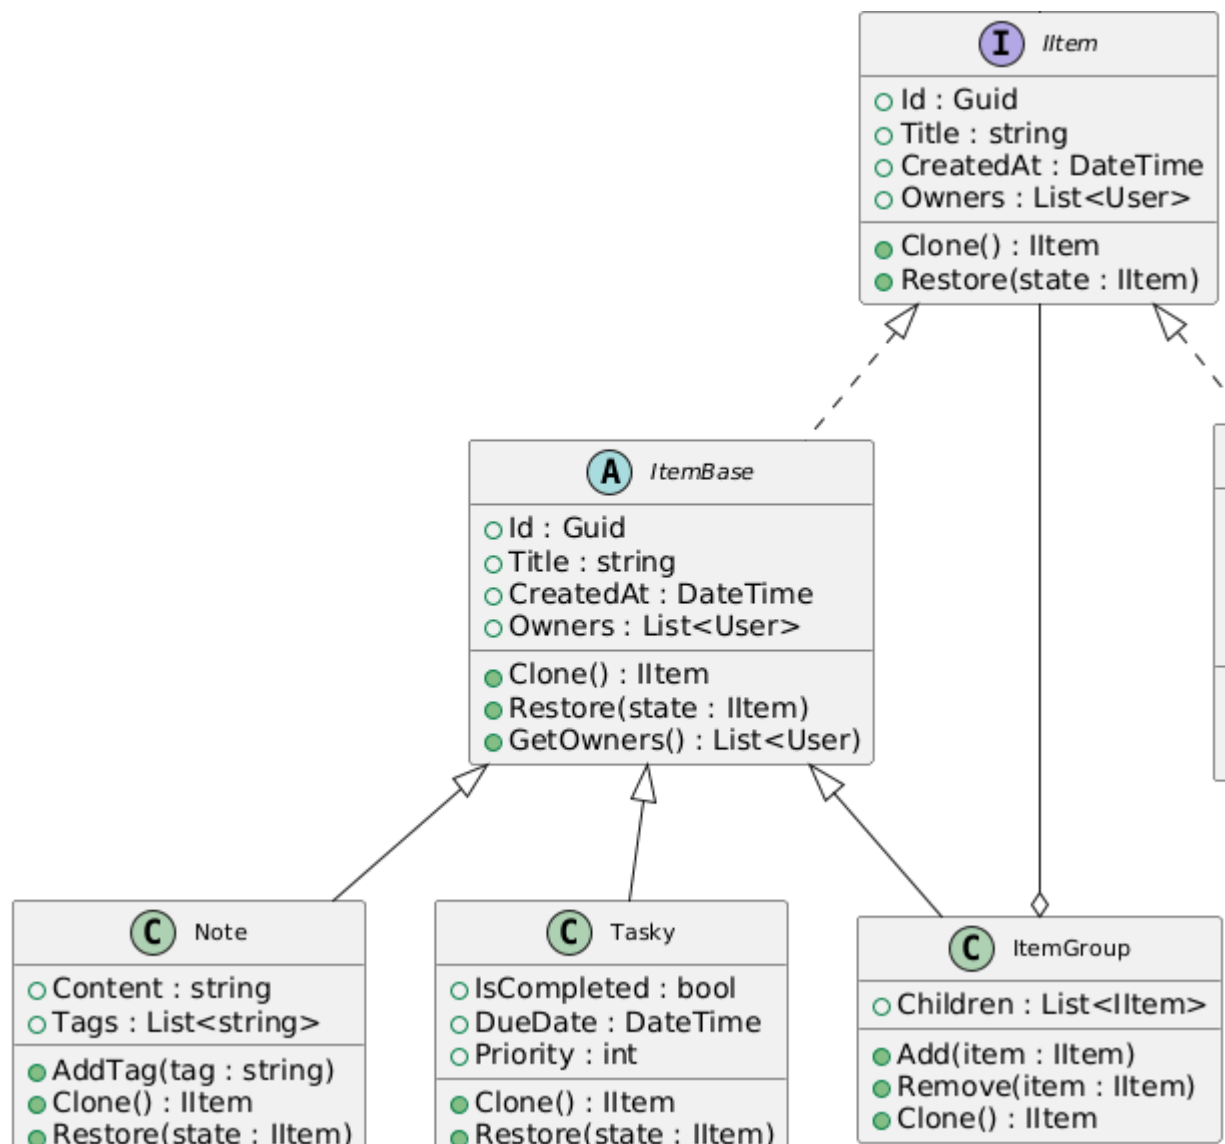 I IItem
Id : Guid
Title : string
CreatedAt : DateTime
Owners : List<User>
Clone() : IItem
Restore(state : IItem)
A ItemBase
Id : Guid
Title : string
CreatedAt : DateTime
Owners : List<User>
Clone() : IItem
Restore(state : IItem)
GetOwners() : List<User)
C Note
Content : string
Tags : List<string>
AddTag(tag : string)
Clone() : IItem
Restore(state : IItem)
C Tasky
IsCompleted : bool
DueDate : DateTime
Priority : int
Clone() : IItem
Restore(state : IItem)
C ItemGroup
Children : List<IItem>
Add(item : IItem)
Remove(item : IItem)
Clone() : IItem